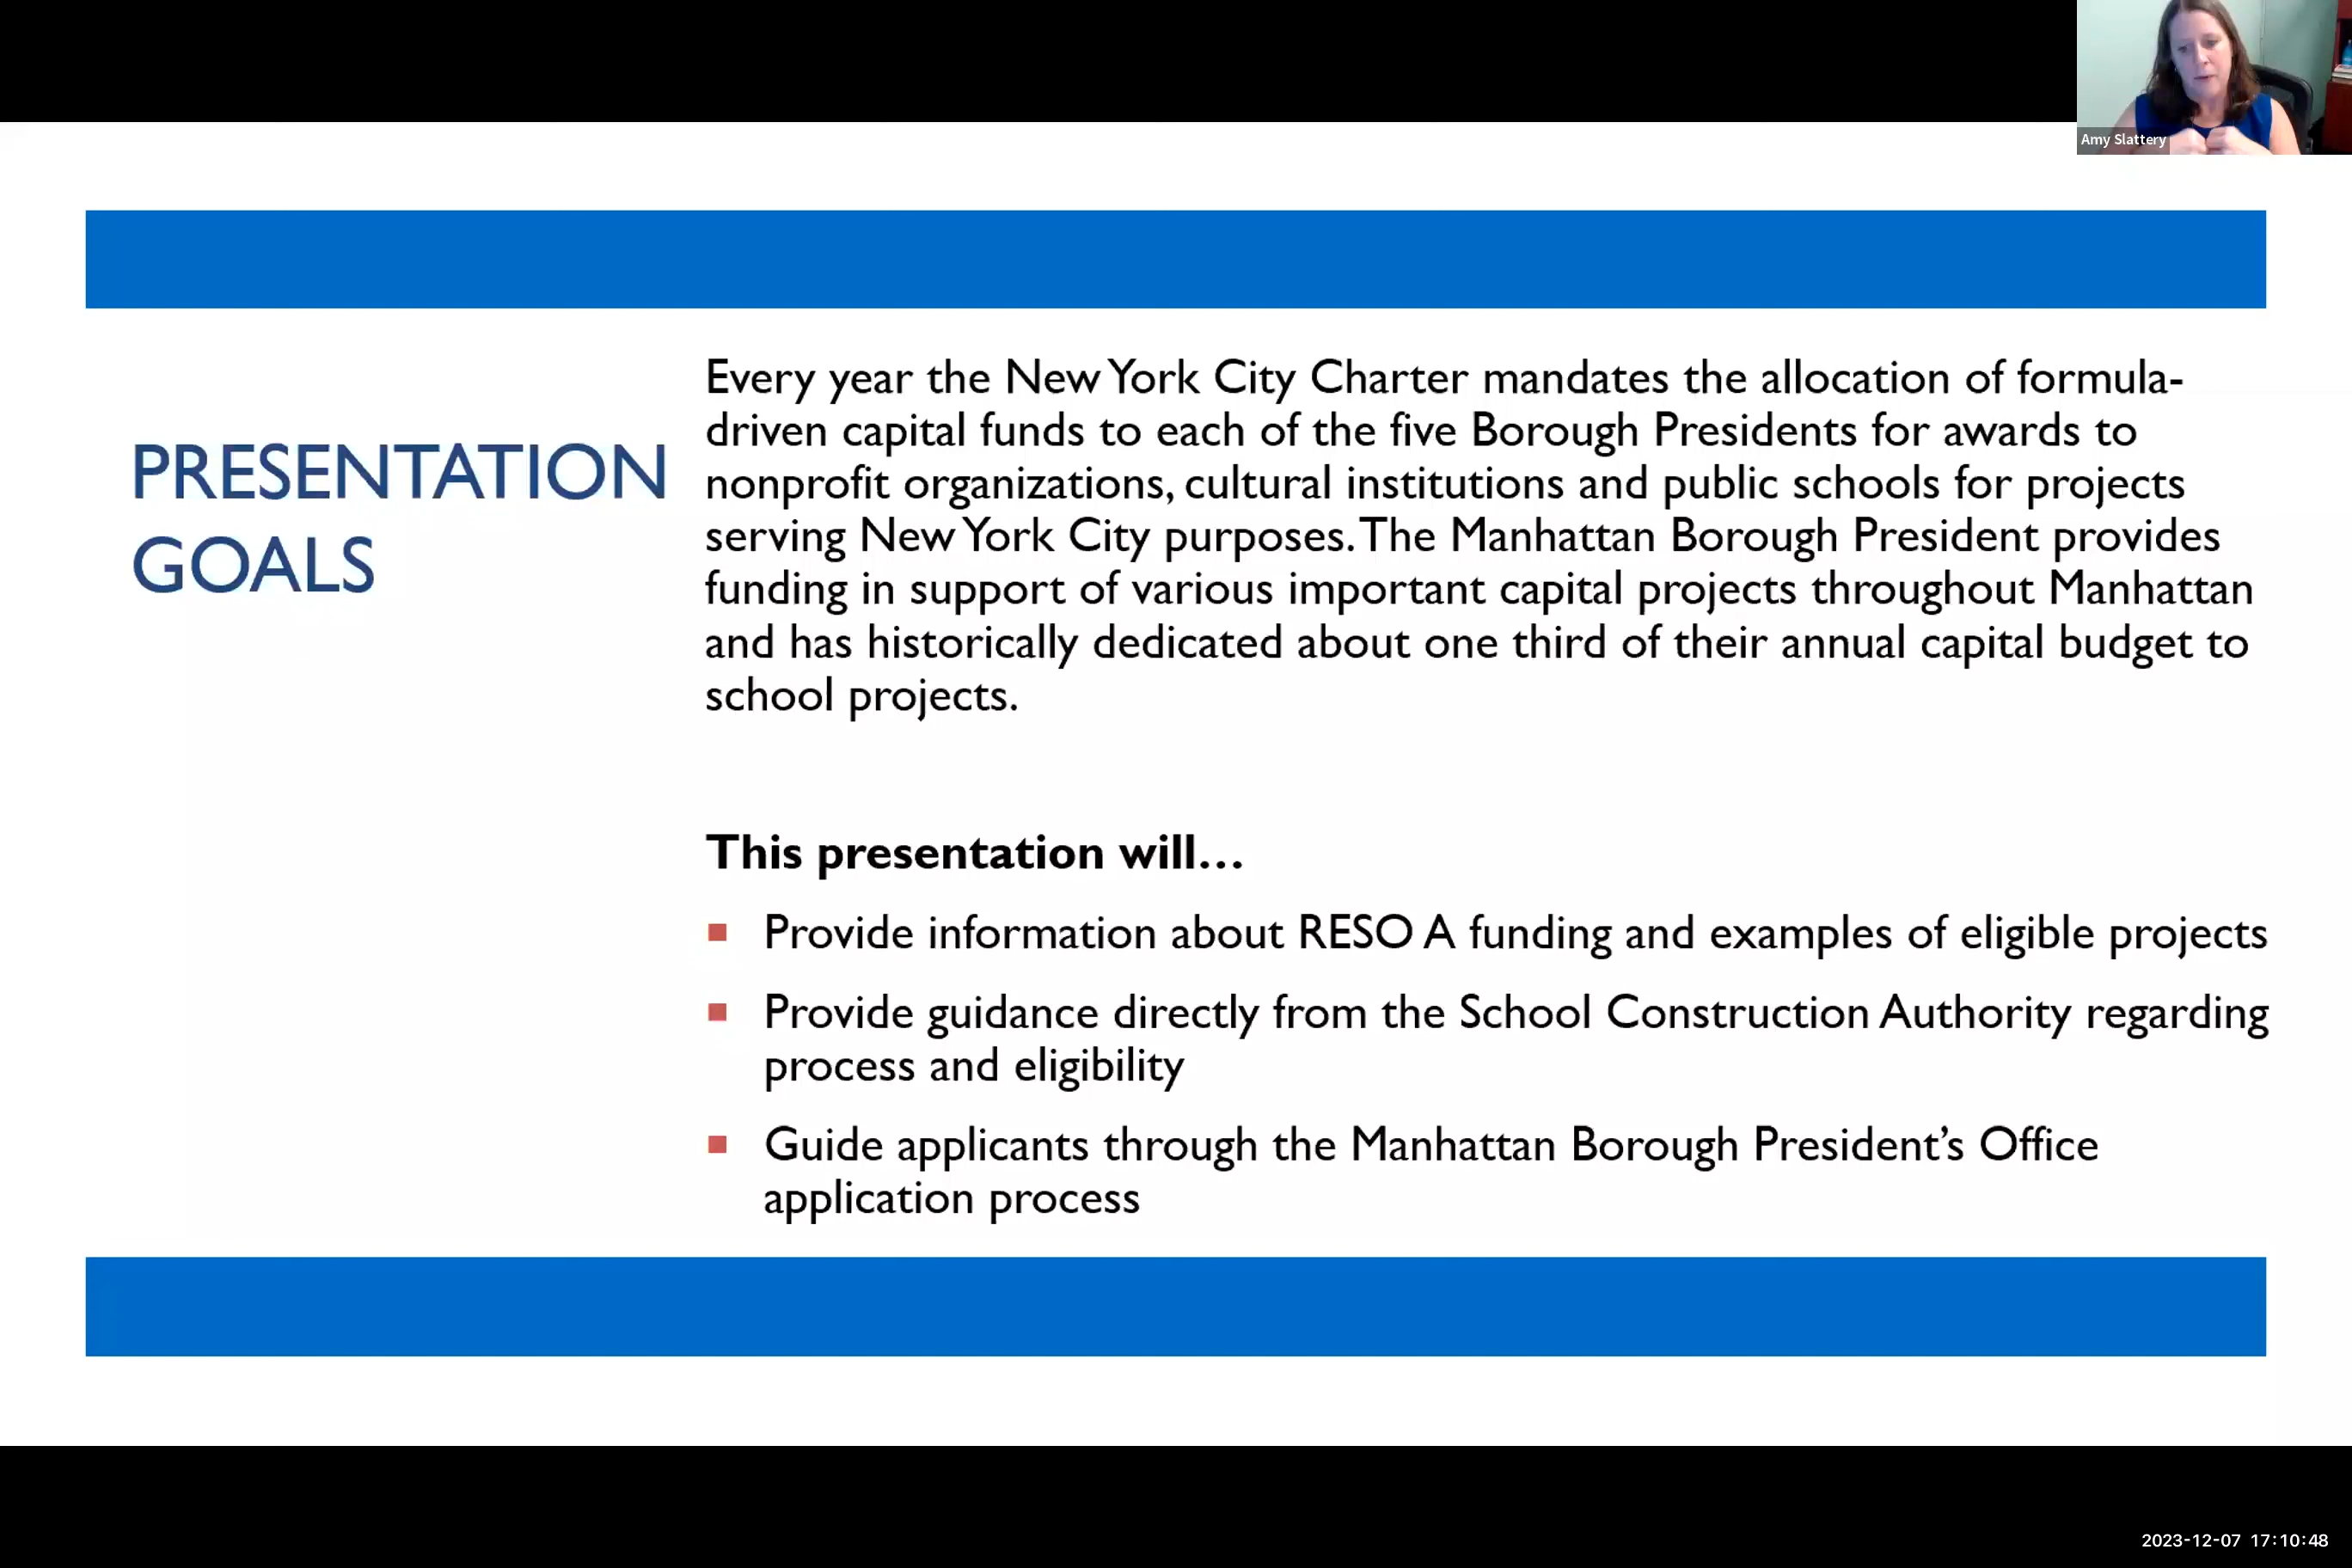 Amy Slattery
PRESENTATION
GOALS
Every year the New York City Charter mandates the allocation of formula-
driven capital funds to each of the five Borough Presidents for awards to
nonprofit organizations, cultural institutions and public schools for projects
serving New York City purposes. The Manhattan Borough President provides
funding in support of various important capital projects throughout Manhattan
and has historically dedicated about one third of their annual capital budget to
school projects.
This presentation will…
▪ Provide information about RESO A funding and examples of eligible projects
▪ Provide guidance directly from the School Construction Authority regarding
process and eligibility
▪ Guide applicants through the Manhattan Borough President’s Office
application process
2023-12-07 17:10:48